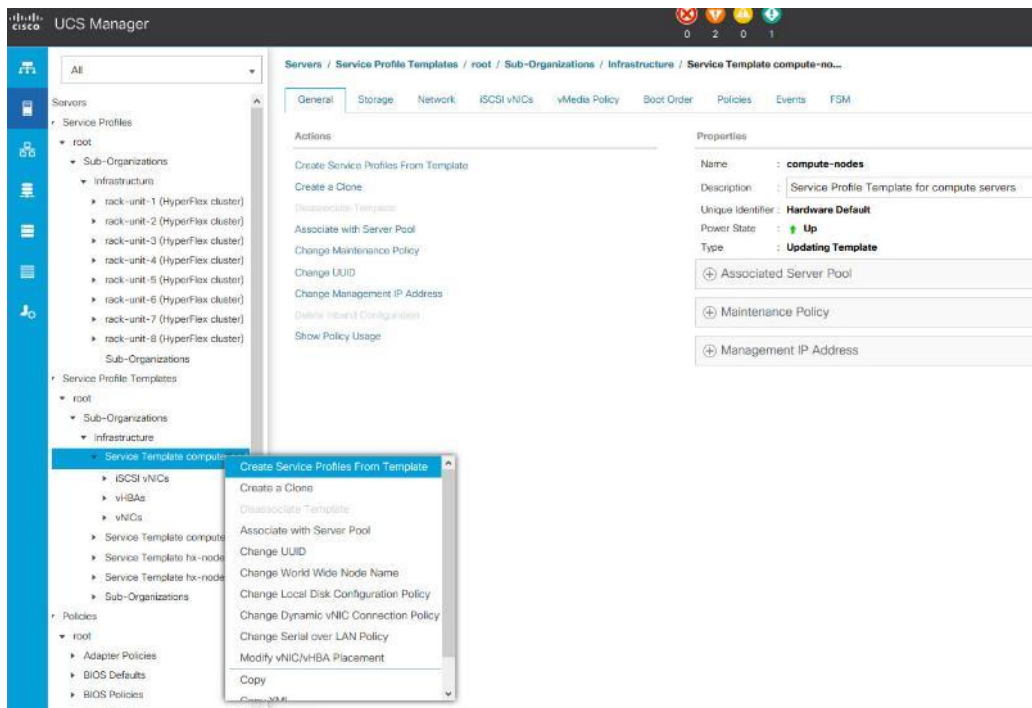 cisco UCS Manager
0 2 0 1
All
Servers
Service Profiles
root
Sub-Organizations
Infrastructure
rack-unit-1 (HyperFlex cluster)
rack-unit-2 (HyperFlex cluster)
rack-unit-3 (HyperFlex cluster)
rack-unit-4 (HyperFlex cluster)
rack-unit-5 (HyperFlex cluster)
rack-unit-6 (HyperFlex cluster)
rack-unit-7 (HyperFlex cluster)
rack-unit-8 (HyperFlex cluster)
Sub-Organizations
Service Profile Templates
root
Sub-Organizations
Infrastructure
Service Template compute-
iSCSI vNICs
vHBAs
vNICs
Service Template compute
Service Template hx-node
Service Template hx-node
Sub-Organizations
Policies
root
Adapter Policies
BIOS Defaults
BIOS Policies
Servers / Service Profile Templates / root / Sub-Organizations / Infrastructure / Service Template compute-no...
General Storage Network iSCSI vNICs vMedia Policy Boot Order Policies Events FSM
Actions
Create Service Profiles From Template
Create a Clone
Disassociate Template
Associate with Server Pool
Change Maintenance Policy
Change UUID
Change Management IP Address
Delete Inband Configuration
Show Policy Usage
Properties
Name : compute-nodes
Description : Service Profile Template for compute servers
Unique Identifier : Hardware Default
Power State : Up
Type : Updating Template
Associated Server Pool
Maintenance Policy
Management IP Address
Create Service Profiles From Template
Create a Clone
Disassociate Template
Associate with Server Pool
Change UUID
Change World Wide Node Name
Change Local Disk Configuration Policy
Change Dynamic vNIC Connection Policy
Change Serial over LAN Policy
Modify vNIC/vHBA Placement
Copy
Copy XML